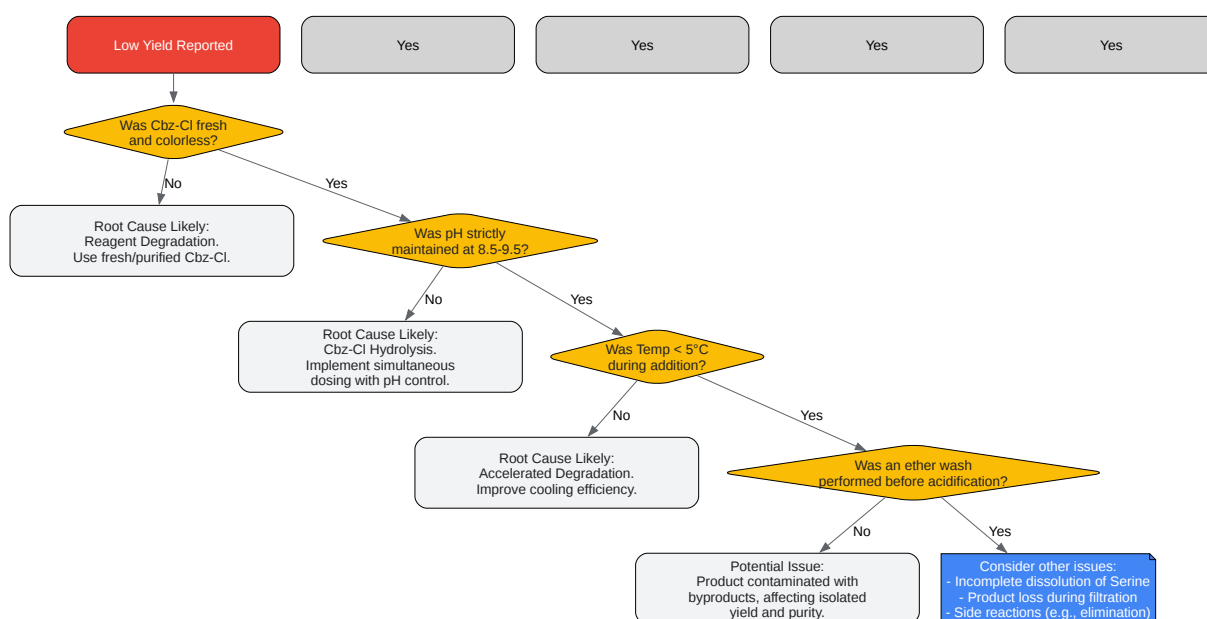 Low Yield Reported
Yes
Yes
Yes
Yes
Was Cbz-Cl fresh
and colorless?
No
Yes
Root Cause Likely:
Reagent Degradation.
Use fresh/purified Cbz-Cl.
Was pH strictly
maintained at 8.5-9.5?
No
Yes
Root Cause Likely:
Cbz-Cl Hydrolysis.
Implement simultaneous
dosing with pH control.
Was Temp < 5°C
during addition?
No
Yes
Root Cause Likely:
Accelerated Degradation.
Improve cooling efficiency.
Was an ether wash
performed before acidification?
No
Yes
Potential Issue:
Product contaminated with
byproducts, affecting isolated
yield and purity.
Consider other issues:
- Incomplete dissolution of Serine
- Product loss during filtration
- Side reactions (e.g., elimination)